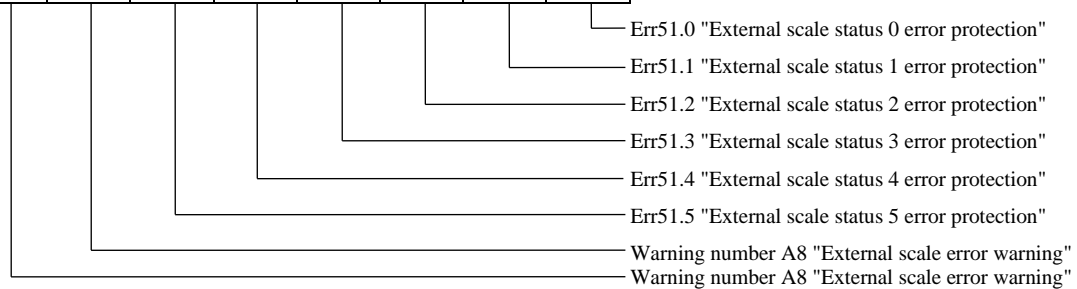 Err51.0 "External scale status 0 error protection"
Err51.1 "External scale status 1 error protection"
Err51.2 "External scale status 2 error protection"
Err51.3 "External scale status 3 error protection"
Err51.4 "External scale status 4 error protection"
Err51.5 "External scale status 5 error protection"
Warning number A8 "External scale error warning"
Warning number A8 "External scale error warning"